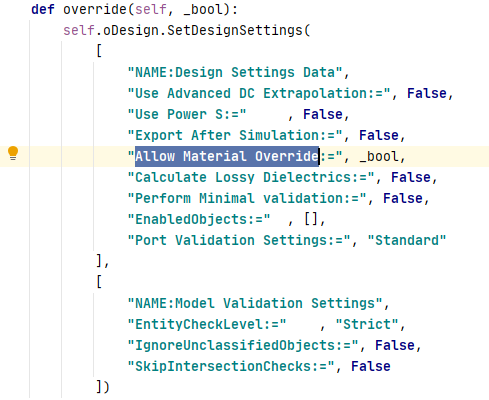 def override(self, _bool):
    self.oDesign.SetDesignSettings(
        [
            "NAME:Design Settings Data",
            "Use Advanced DC Extrapolation:=", False,
            "Use Power S:="     , False,
            "Export After Simulation:=", False,
            "Allow Material Override:=", _bool,
            "Calculate Lossy Dielectrics:=", False,
            "Perform Minimal validation:=", False,
            "EnabledObjects:="  , [],
            "Port Validation Settings:=", "Standard"
        ],
        [
            "NAME:Model Validation Settings",
            "EntityCheckLevel:="    , "Strict",
            "IgnoreUnclassifiedObjects:=", False,
            "SkipIntersectionChecks:=", False
        ])